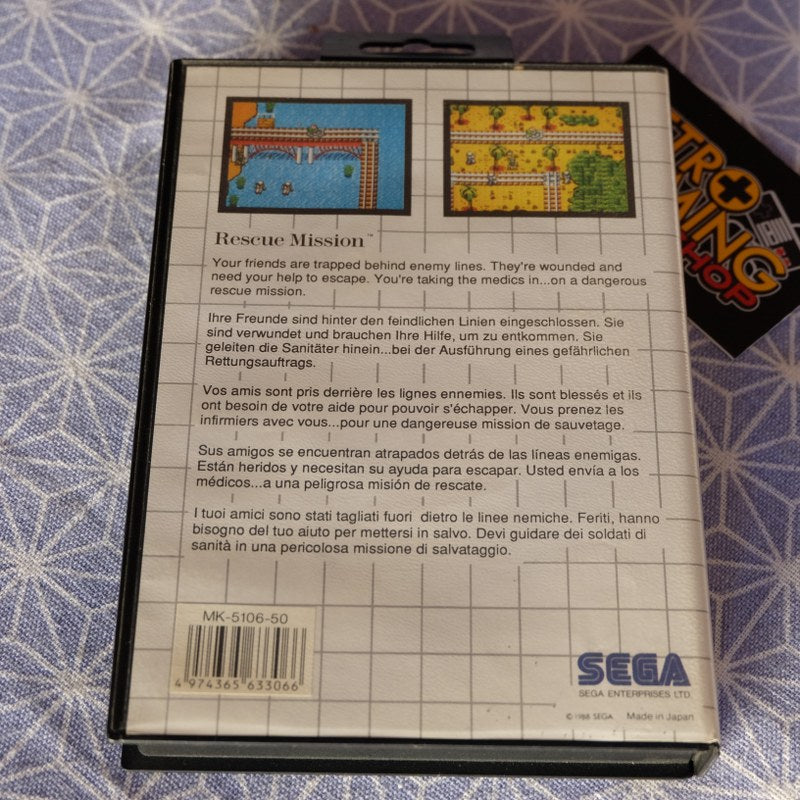 Rescue Mission™
Your friends are trapped behind enemy lines. They're wounded and
need your help to escape. You're taking the medics in...on a dangerous
rescue mission.
Ihre Freunde sind hinter den feindlichen Linien eingeschlossen. Sie
sind verwundet und brauchen Ihre Hilfe, um zu entkommen. Sie
geleiten die Sanitäter hinein...bei der Ausführung eines gefährlichen
Rettungsauftrags.
Vos amis sont pris derrière les lignes ennemies. Ils sont blessés et ils
ont besoin de votre aide pour pouvoir s'échapper. Vous prenez les
infirmiers avec vous...pour une dangereuse mission de sauvetage.
Sus amigos se encuentran atrapados detrás de las líneas enemigas.
Están heridos y necesitan su ayuda para escapar. Usted envía a los
médicos...a una peligrosa misión de rescate.
I tuoi amici sono stati tagliati fuori dietro le linee nemiche. Feriti, hanno
bisogno del tuo aiuto per mettersi in salvo. Devi guidare dei soldati di
sanità in una pericolosa missione di salvataggio.
MK-5106-50
4 974365 633066
SEGA
SEGA ENTERPRISES LTD.
© 1988 SEGA Made in Japan